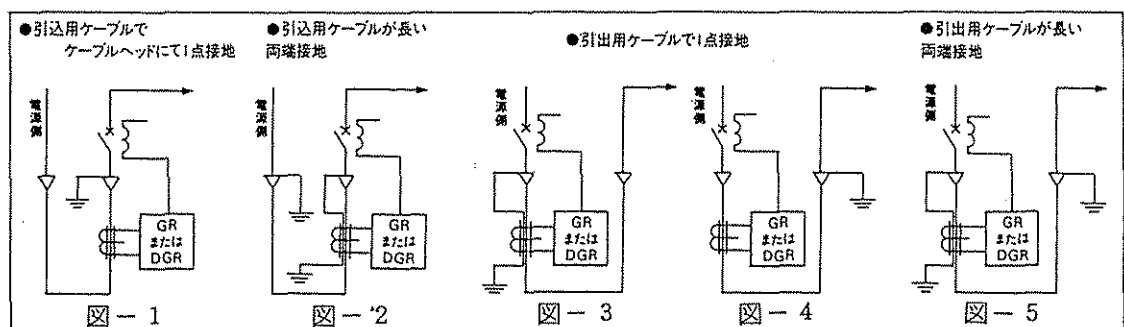 ●引込用ケーブルで
ケーブルヘッドにて1点接地
電源側
GR
または
DGR
図－1
●引込用ケーブルが長い
両端接地
電源側
GR
または
DGR
図－2
●引出用ケーブルで1点接地
電源側
GR
または
DGR
図－3
電源側
GR
または
DGR
図－4
●引出用ケーブルが長い
両端接地
電源側
GR
または
DGR
図－5